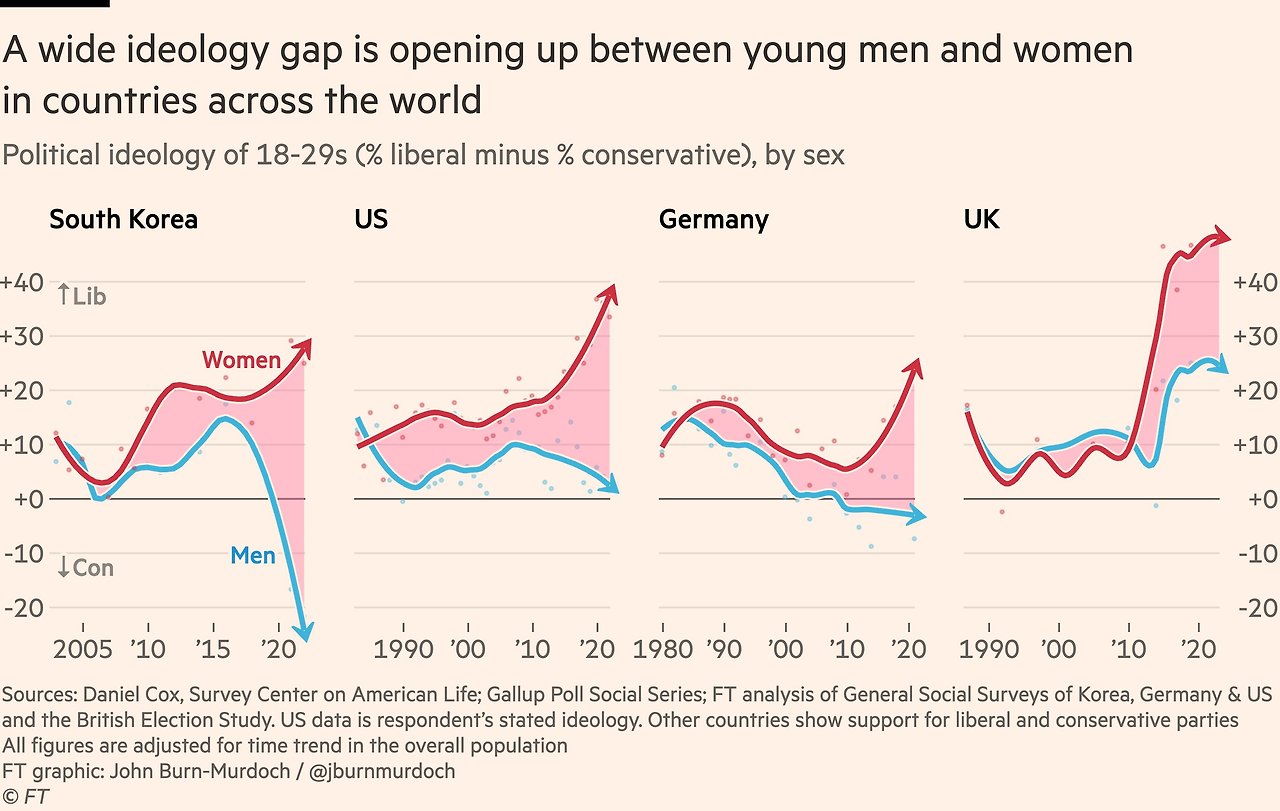 A wide ideology gap is opening up between young men and women
in countries across the world
Political ideology of 18-29s (% liberal minus % conservative), by sex
South Korea
US
Germany
UK
+40
+30
+20
+10
+0
-10
-20
↑Lib
↓Con
Women
Men
2005 ’10 ’15 ’20
1990 ’00 ’10 ’20
1980 ’90 ’00 ’10 ’20
1990 ’00 ’10 ’20
+40
+30
+20
+10
+0
-10
-20
Sources: Daniel Cox, Survey Center on American Life; Gallup Poll Social Series; FT analysis of General Social Surveys of Korea, Germany & US
and the British Election Study. US data is respondent’s stated ideology. Other countries show support for liberal and conservative parties
All figures are adjusted for time trend in the overall population
FT graphic: John Burn-Murdoch / @jburnmurdoch
© FT